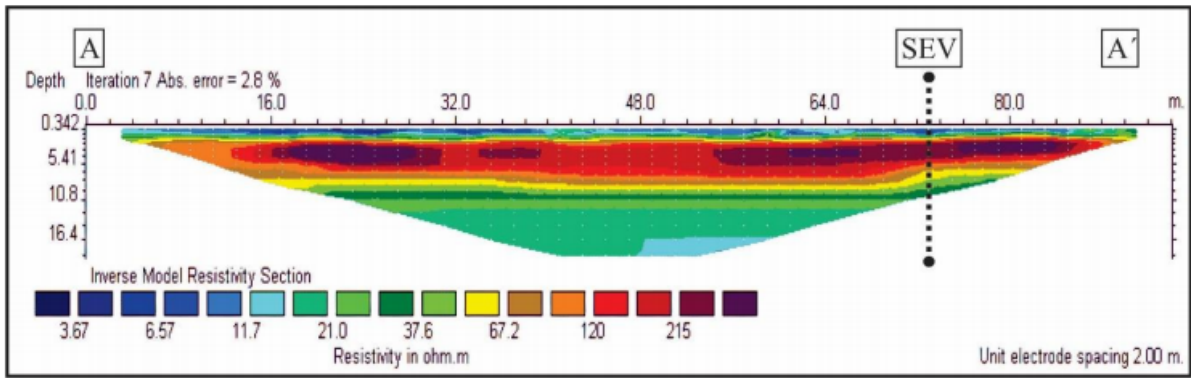 A SEV A´
Depth Iteration 7 Abs. error = 2.8 %
0.0 16.0 32.0 48.0 64.0 80.0 m.
0.342
5.41
10.8
16.4
Inverse Model Resistivity Section
3.67 6.57 11.7 21.0 37.6 67.2 120 215
Resistivity in ohm.m Unit electrode spacing 2.00 m.